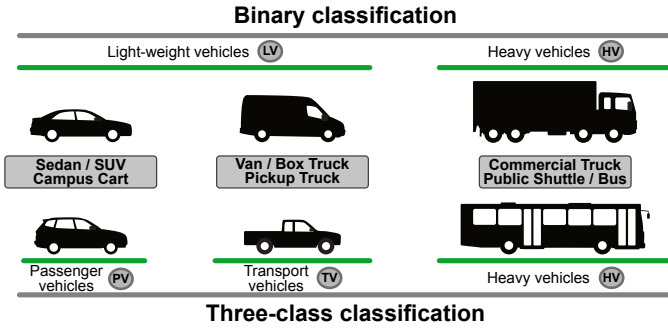 Binary classification
Light-weight vehicles LV
Heavy vehicles HV
Sedan / SUV
Campus Cart
Van / Box Truck
Pickup Truck
Commercial Truck
Public Shuttle / Bus
Passenger
vehicles PV
Transport
vehicles TV
Heavy vehicles HV
Three-class classification